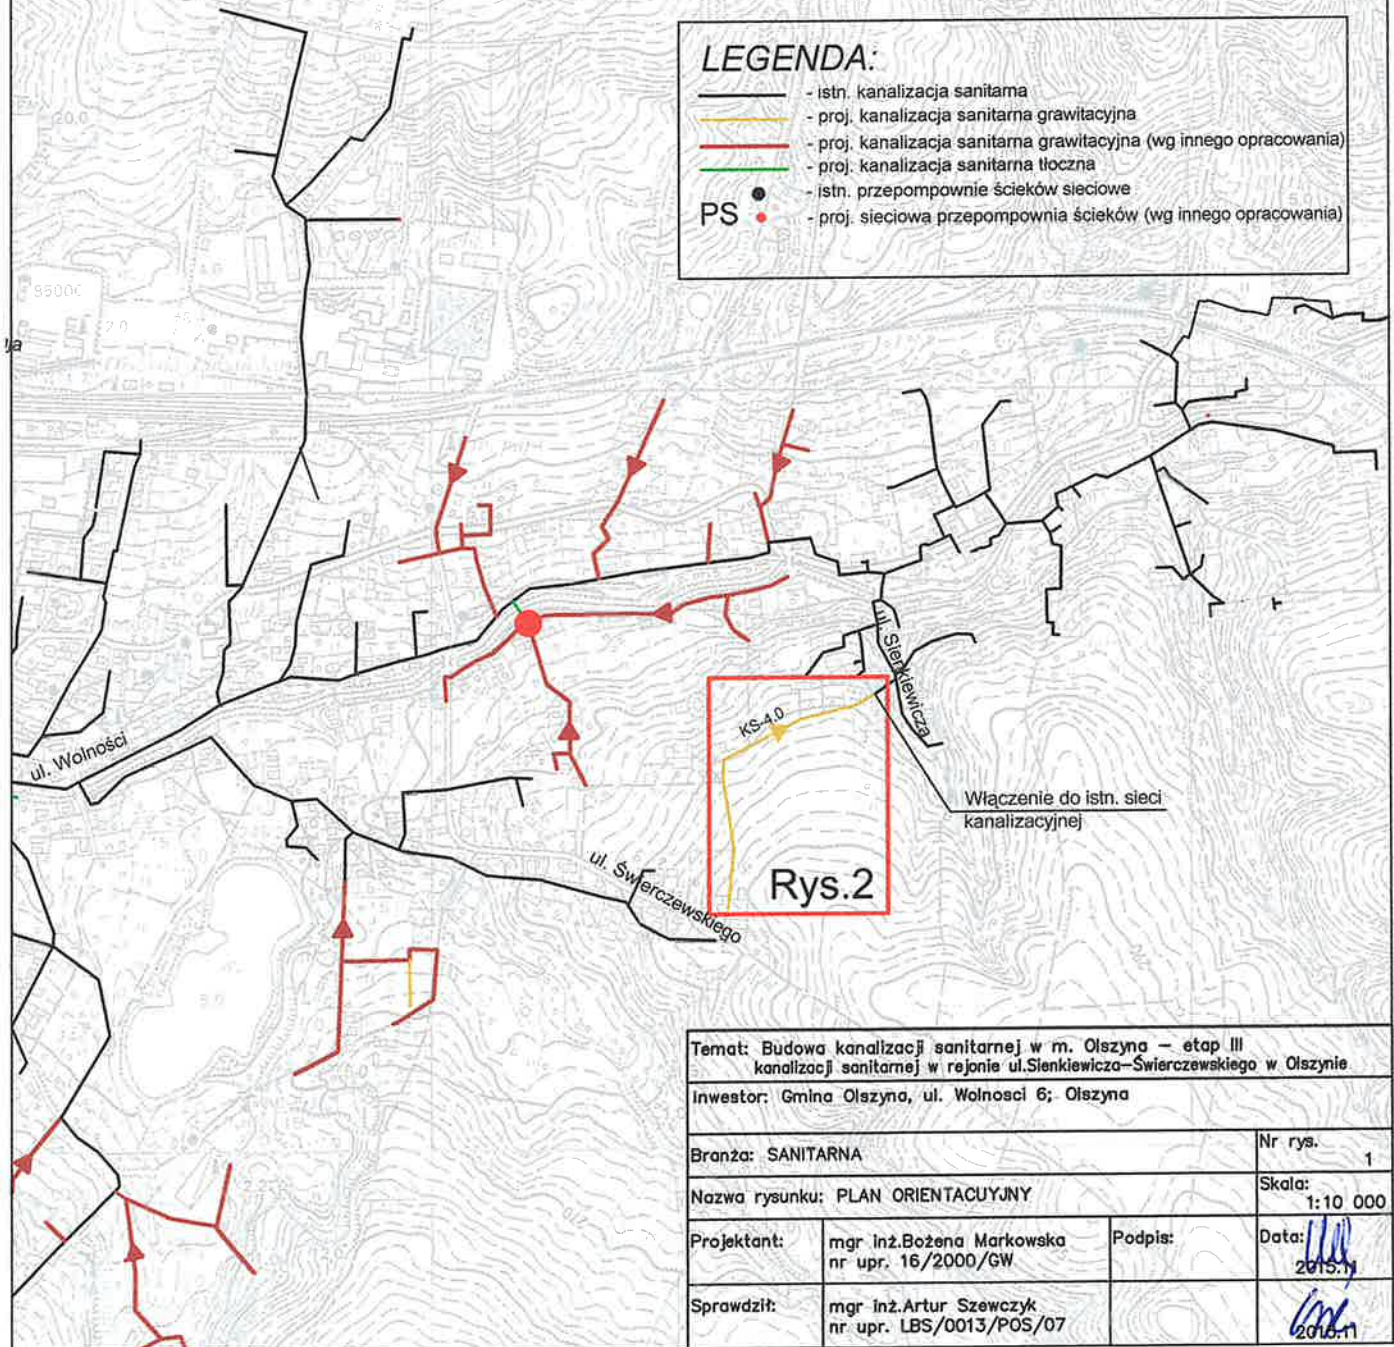 LEGENDA:
- istn. kanalizacja sanitarna
- proj. kanalizacja sanitarna grawitacyjna
- proj. kanalizacja sanitarna grawitacyjna (wg innego opracowania)
- proj. kanalizacja sanitarna tłoczna
- istn. przepompownie ścieków sieciowe
PS - proj. sieciowa przepompownia ścieków (wg innego opracowania)
ul. Sienkiewicza
KS-4.0
ul. Wolności
Włączenie do istn. sieci
kanalizacyjnej
ul. Świerczewskiego
Rys.2
Temat: Budowa kanalizacji sanitarnej w m. Olszyna – etap III
kanalizacji sanitarnej w rejonie ul.Sienkiewicza–Świerczewskiego w Olszynie
Inwestor: Gmina Olszyna, ul. Wolnosci 6; Olszyna
Branża: SANITARNA
Nr rys.
1
Nazwa rysunku: PLAN ORIENTACUYJNY
Skala:
1:10 000
Projektant:
mgr inż.Bożena Markowska
nr upr. 16/2000/GW
Podpis:
Data:
2015.11
Sprawdził:
mgr inż.Artur Szewczyk
nr upr. LBS/0013/POS/07
2015.11